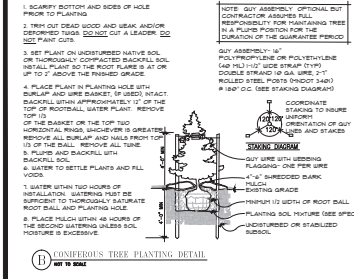 1. SCARIFY BOTTOM AND SIDES OF HOLE
PRIOR TO PLANTING
2. TRIM OUT DEAD WOOD AND WEAK AND/OR
DEFORMED TWIGS. DO NOT CUT A LEADER. DO
NOT PAINT CUTS.
3. SET PLANT ON UNDISTURBED NATIVE SOIL
OR THOROUGHLY COMPACTED BACKFILL SOIL.
INSTALL PLANT SO THE ROOT FLARE IS AT OR
UP TO 2" ABOVE THE FINISHED GRADE.
4. PLACE PLANT IN PLANTING HOLE WITH
BURLAP AND WIRE BASKET, (IF USED), INTACT.
BACKFILL WITHIN APPROXIMATELY 12" OF THE
TOP OF ROOTBALL, WATER PLANT. REMOVE
TOP 1/3
OF THE BASKET OR THE TOP TWO
HORIZONTAL RINGS, WHICHEVER IS GREATER.
REMOVE ALL BURLAP AND NAILS FROM TOP
1/3 OF THE BALL. REMOVE ALL TWINE.
5. PLUMB AND BACKFILL WITH
BACKFILL SOIL.
6. WATER TO SETTLE PLANTS AND FILL
VOIDS.
7. WATER WITHIN TWO HOURS OF
INSTALLATION. WATERING MUST BE
SUFFICIENT TO THOROUGHLY SATURATE
ROOT BALL AND PLANTING HOLE.
8. PLACE MULCH WITHIN 48 HOURS OF
THE SECOND WATERING UNLESS SOIL
MOISTURE IS EXCESSIVE.
NOTE: GUY ASSEMBLY OPTIONAL BUT
CONTRACTOR ASSUMES FULL
RESPONSIBILITY FOR MAINTAINING TREE
IN A PLUMB POSITION FOR THE
DURATION OF THE GUARANTEE PERIOD
GUY ASSEMBLY- 16"
POLYPROPYLENE OR POLYETHYLENE
(40 MIL) 1-1/2" WIDE STRAP (TYP)
DOUBLE STRAND 10 GA. WIRE, 2-7'
ROLLED STEEL POSTS (MNDOT 3401)
@ 180° O.C. (SEE STAKING DIAGRAM)
COORDINATE
STAKING TO INSURE
UNIFORM
ORIENTATION OF GUY
LINES AND STAKES
120° 120°
120°
STAKING DIAGRAM
GUY WIRE WITH WEBBING
FLAGGING- ONE PER WIRE
4"-6" SHREDDED BARK
MULCH
EXISTING GRADE
MINIMUM 1/2 WIDTH OF ROOT BALL
PLANTING SOIL MIXTURE (SEE SPEC
UNDISTURBED OR STABILIZED
SUBSOIL
B CONIFEROUS TREE PLANTING DETAIL
NOT TO SCALE